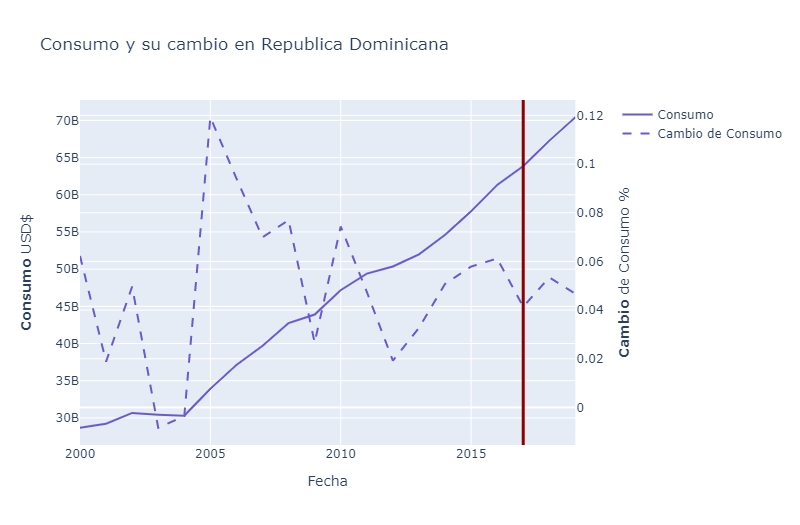 Consumo y su cambio en Republica Dominicana
70B
65B
60B
55B
50B
45B
40B
35B
30B
Consumo USD$
0.12
0.1
0.08
0.06
0.04
0.02
0
Cambio de Consumo %
2000
2005
2010
2015
Fecha
Consumo
Cambio de Consumo